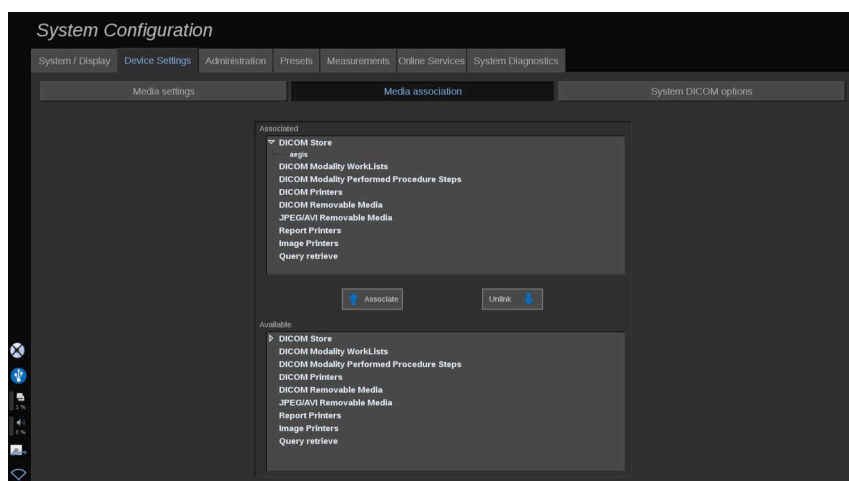 System Configuration
System / Display Device Settings Administration Presets Measurements Online Services System Diagnostics
Media settings Media association System DICOM options
Associated
DICOM Store
aegis
DICOM Modality WorkLists
DICOM Modality Performed Procedure Steps
DICOM Printers
DICOM Removable Media
JPEG/AVI Removable Media
Report Printers
Image Printers
Query retrieve
Associate Unlink
Available
DICOM Store
DICOM Modality WorkLists
DICOM Modality Performed Procedure Steps
DICOM Printers
DICOM Removable Media
JPEG/AVI Removable Media
Report Printers
Image Printers
Query retrieve
1 %
0 %